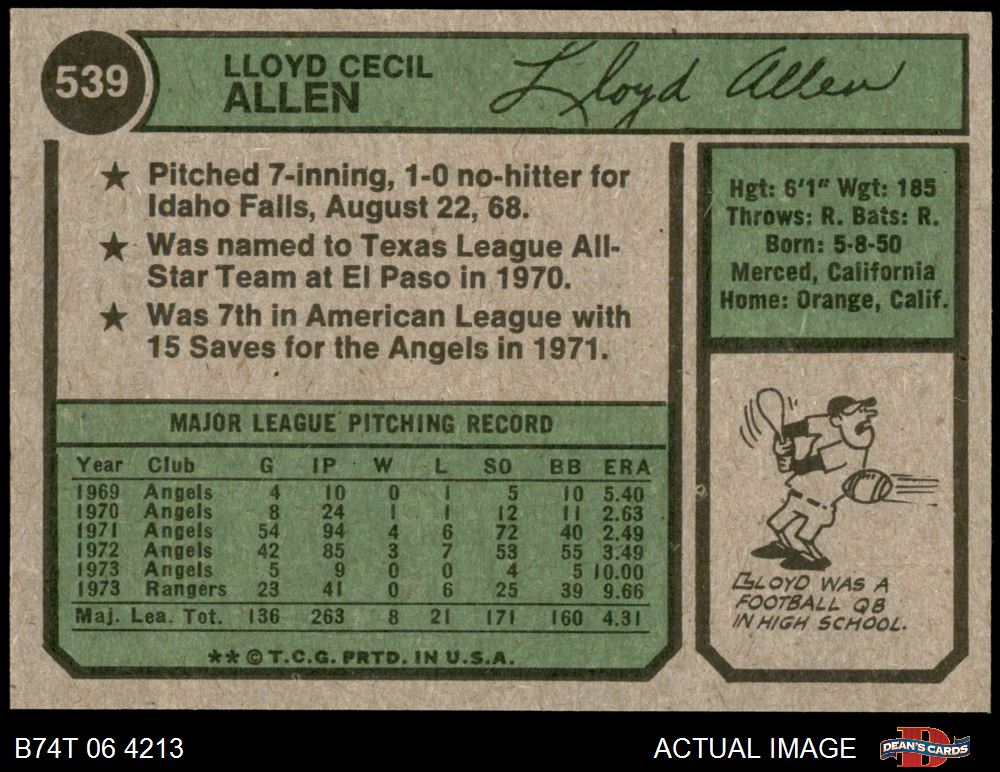 539
LLOYD CECIL
ALLEN
Lloyd Allen
★ Pitched 7-inning, 1-0 no-hitter for
Idaho Falls, August 22, 68.
★ Was named to Texas League All-
Star Team at El Paso in 1970.
★ Was 7th in American League with
15 Saves for the Angels in 1971.
Hgt: 6'1" Wgt: 185
Throws: R. Bats: R.
Born: 5-8-50
Merced, California
Home: Orange, Calif.
MAJOR LEAGUE PITCHING RECORD
Year Club G IP W L SO BB ERA
1969 Angels 4 10 0 1 5 10 5.40
1970 Angels 8 24 1 1 12 11 2.63
1971 Angels 54 94 4 6 72 40 2.49
1972 Angels 42 85 3 7 53 55 3.49
1973 Angels 5 9 0 0 4 5 10.00
1973 Rangers 23 41 0 6 25 39 9.66
Maj. Lea. Tot. 136 263 8 21 171 160 4.31
** © T.C.G. PRTD. IN U.S.A.
LLOYD WAS A
FOOTBALL QB
IN HIGH SCHOOL.
B74T 06 4213
ACTUAL IMAGE
D
DEAN'S CARDS